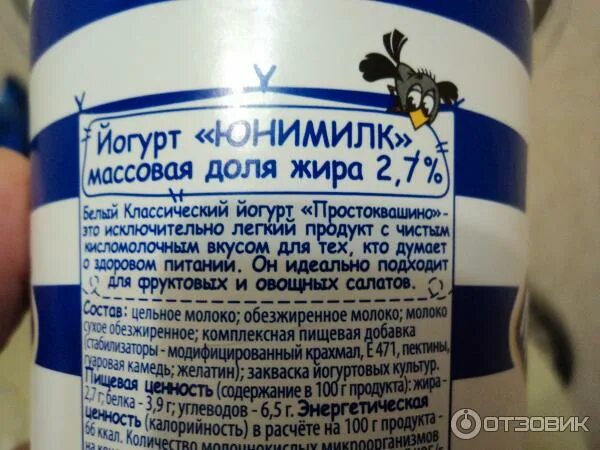 Йогурт «ЮНИМИЛК»
массовая доля жира 2,7%
Белый Классический йогурт «Простоквашино»-
это исключительно легкий продукт с чистым
кисломолочным вкусом для тех, кто думает
о здоровом питании. Он идеально подходит
для фруктовых и овощных салатов.
Состав: цельное молоко; обезжиренное молоко; молоко
сухое обезжиренное; комплексная пищевая добавка
(стабилизаторы - модифицированный крахмал, Е 471, пектины,
гуаровая камедь; желатин); закваска йогуртовых культур.
Пищевая ценность (содержание в 100 г продукта): жира-
2,7 г; белка - 3,9 г; углеводов - 6,5 г. Энергетическая
ценность (калорийность) в расчёте на 100 г продукта -
66 ккал. Количество молочнокислых микроорганизмов
ОТЗОВИК